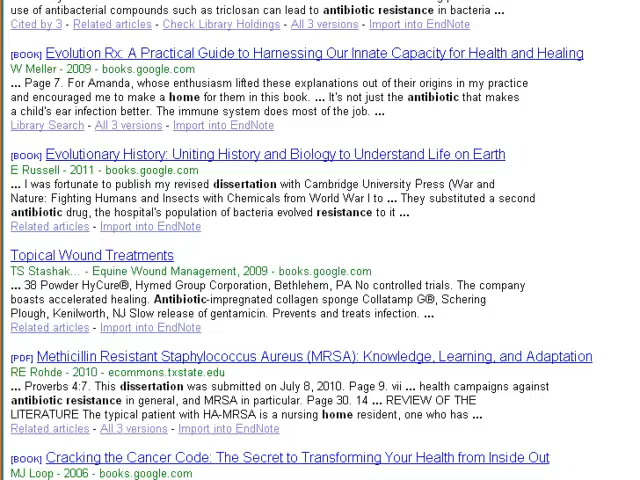 use of antibacterial compounds such as triclosan can lead to antibiotic resistance in bacteria ...
Cited by 3 - Related articles - Check Library Holdings - All 3 versions - Import into EndNote
[BOOK] Evolution Rx: A Practical Guide to Harnessing Our Innate Capacity for Health and Healing
W Meller - 2009 - books.google.com
... Page 7. For Amanda, whose enthusiasm lifted these explanations out of their origins in my practice
and encouraged me to make a home for them in this book. ... It's not just the antibiotic that makes
a child's ear infection better. The immune system does most of the job. ...
Library Search - All 3 versions - Import into EndNote
[BOOK] Evolutionary History: Uniting History and Biology to Understand Life on Earth
E Russell - 2011 - books.google.com
... I was fortunate to publish my revised dissertation with Cambridge University Press (War and
Nature: Fighting Humans and Insects with Chemicals from World War I to ... They substituted a second
antibiotic drug, the hospital's population of bacteria evolved resistance to it ...
Related articles - Import into EndNote
Topical Wound Treatments
TS Stashak... - Equine Wound Management, 2009 - books.google.com
... 38 Powder HyCure®, Hymed Group Corporation, Bethlehem, PA No controlled trials. The company
boasts accelerated healing. Antibiotic-impregnated collagen sponge Collatamp G®, Schering
Plough, Kenilworth, NJ Slow release of gentamicin. Prevents and treats infection. ...
Related articles - Import into EndNote
[PDF] Methicillin Resistant Staphylococcus Aureus (MRSA): Knowledge, Learning, and Adaptation
RE Rohde - 2010 - ecommons.txstate.edu
... Proverbs 4:7. This dissertation was submitted on July 8, 2010. Page 9. vii ... health campaigns against
antibiotic resistance in general, and MRSA in particular. Page 30. 14 ... REVIEW OF THE
LITERATURE The typical patient with HA-MRSA is a nursing home resident, one who has ...
Related articles - All 3 versions - Import into EndNote
[BOOK] Cracking the Cancer Code: The Secret to Transforming Your Health from Inside Out
MJ Loop - 2006 - books.google.com